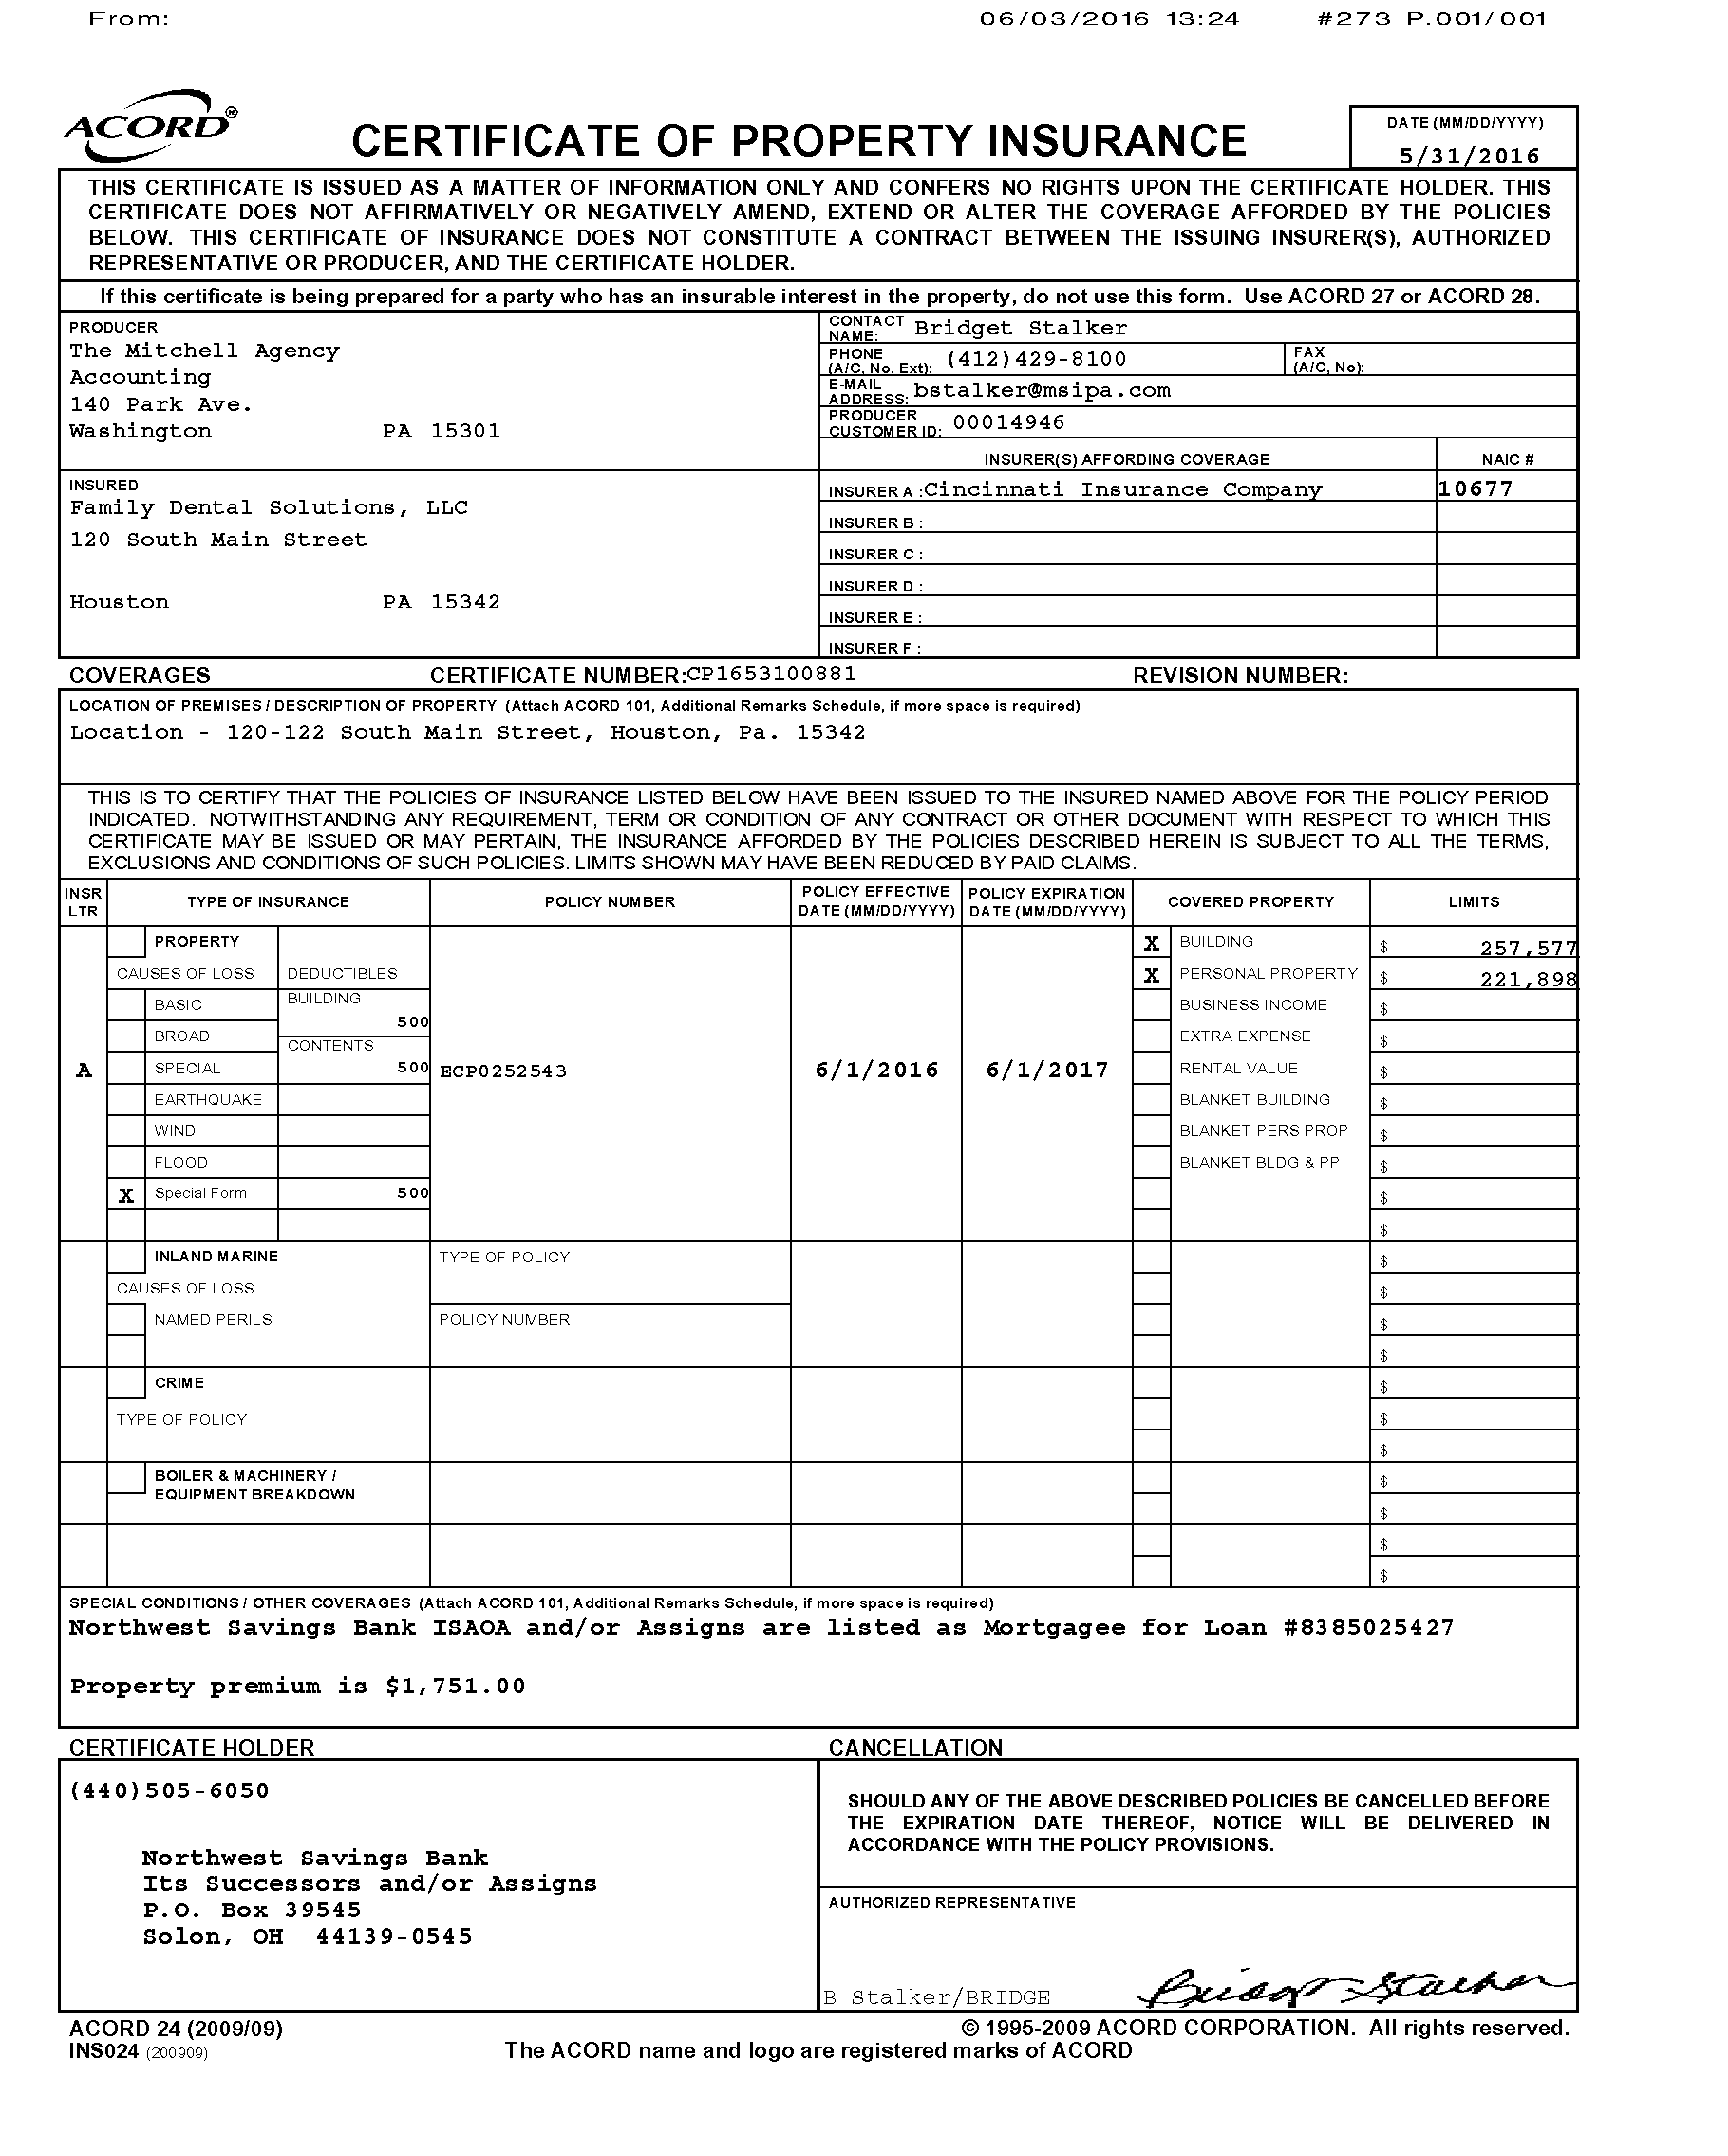 From: 06/03/2016 13:24 #273 P.001/001
ACORD®
CERTIFICATE OF PROPERTY INSURANCE
DATE (MM/DD/YYYY)
5/31/2016
THIS CERTIFICATE IS ISSUED AS A MATTER OF INFORMATION ONLY AND CONFERS NO RIGHTS UPON THE CERTIFICATE HOLDER. THIS
CERTIFICATE DOES NOT AFFIRMATIVELY OR NEGATIVELY AMEND, EXTEND OR ALTER THE COVERAGE AFFORDED BY THE POLICIES
BELOW. THIS CERTIFICATE OF INSURANCE DOES NOT CONSTITUTE A CONTRACT BETWEEN THE ISSUING INSURER(S), AUTHORIZED
REPRESENTATIVE OR PRODUCER, AND THE CERTIFICATE HOLDER.
If this certificate is being prepared for a party who has an insurable interest in the property, do not use this form. Use ACORD 27 or ACORD 28.
PRODUCER
The Mitchell Agency
Accounting
140 Park Ave.
Washington PA 15301
CONTACT NAME: Bridget Stalker
PHONE (A/C, No. Ext): (412)429-8100
FAX (A/C, No):
E-MAIL ADDRESS: bstalker@msipa.com
PRODUCER CUSTOMER ID: 00014946
INSURER(S) AFFORDING COVERAGE NAIC #
INSURED
Family Dental Solutions, LLC
120 South Main Street
Houston PA 15342
INSURER A : Cincinnati Insurance Company 10677
INSURER B :
INSURER C :
INSURER D :
INSURER E :
INSURER F :
COVERAGES CERTIFICATE NUMBER:CP1653100881 REVISION NUMBER:
LOCATION OF PREMISES / DESCRIPTION OF PROPERTY (Attach ACORD 101, Additional Remarks Schedule, if more space is required)
Location - 120-122 South Main Street, Houston, Pa. 15342
THIS IS TO CERTIFY THAT THE POLICIES OF INSURANCE LISTED BELOW HAVE BEEN ISSUED TO THE INSURED NAMED ABOVE FOR THE POLICY PERIOD
INDICATED. NOTWITHSTANDING ANY REQUIREMENT, TERM OR CONDITION OF ANY CONTRACT OR OTHER DOCUMENT WITH RESPECT TO WHICH THIS
CERTIFICATE MAY BE ISSUED OR MAY PERTAIN, THE INSURANCE AFFORDED BY THE POLICIES DESCRIBED HEREIN IS SUBJECT TO ALL THE TERMS,
EXCLUSIONS AND CONDITIONS OF SUCH POLICIES. LIMITS SHOWN MAY HAVE BEEN REDUCED BY PAID CLAIMS.
INSR LTR TYPE OF INSURANCE POLICY NUMBER POLICY EFFECTIVE DATE (MM/DD/YYYY) POLICY EXPIRATION DATE (MM/DD/YYYY) COVERED PROPERTY LIMITS
PROPERTY X BUILDING $ 257,577
CAUSES OF LOSS DEDUCTIBLES X PERSONAL PROPERTY $ 221,898
BASIC BUILDING 500 BUSINESS INCOME $
BROAD CONTENTS EXTRA EXPENSE $
A SPECIAL 500 ECP0252543 6/1/2016 6/1/2017 RENTAL VALUE $
EARTHQUAKE BLANKET BUILDING $
WIND BLANKET PERS PROP $
FLOOD BLANKET BLDG & PP $
X Special Form 500 $
$
INLAND MARINE TYPE OF POLICY $
CAUSES OF LOSS $
NAMED PERILS POLICY NUMBER $
$
CRIME $
TYPE OF POLICY $
$
BOILER & MACHINERY / $
EQUIPMENT BREAKDOWN $
$
$
SPECIAL CONDITIONS / OTHER COVERAGES (Attach ACORD 101, Additional Remarks Schedule, if more space is required)
Northwest Savings Bank ISAOA and/or Assigns are listed as Mortgagee for Loan #8385025427
Property premium is $1,751.00
CERTIFICATE HOLDER
(440)505-6050
Northwest Savings Bank
Its Successors and/or Assigns
P.O. Box 39545
Solon, OH 44139-0545
CANCELLATION
SHOULD ANY OF THE ABOVE DESCRIBED POLICIES BE CANCELLED BEFORE
THE EXPIRATION DATE THEREOF, NOTICE WILL BE DELIVERED IN
ACCORDANCE WITH THE POLICY PROVISIONS.
AUTHORIZED REPRESENTATIVE
B Stalker/BRIDGE Bridget Stalker
ACORD 24 (2009/09) © 1995-2009 ACORD CORPORATION. All rights reserved.
INS024 (200909) The ACORD name and logo are registered marks of ACORD